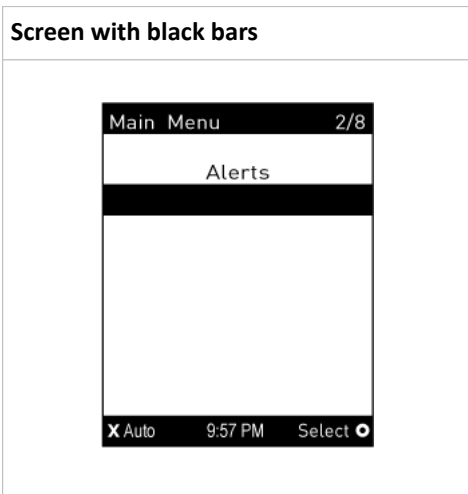 Screen with black bars
Main Menu 2/8
Alerts
X Auto 9:57 PM Select